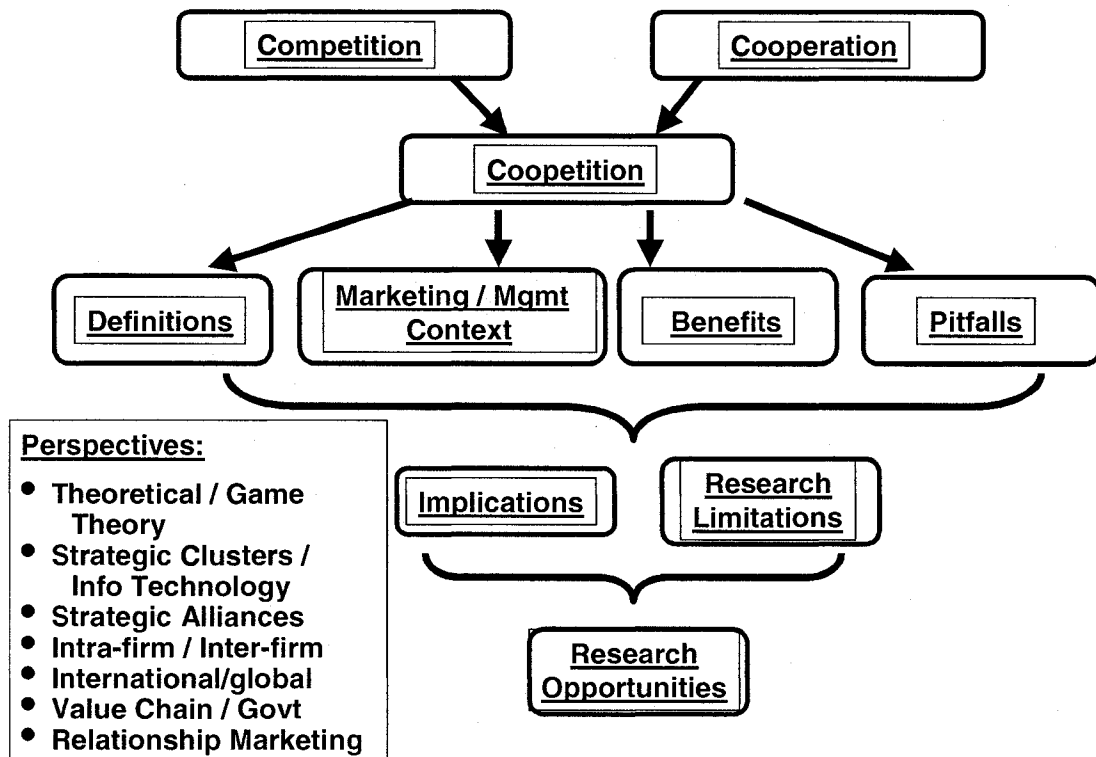 Competition
Cooperation
Coopetition
Definitions
Marketing / Mgmt
Context
Benefits
Pitfalls
Perspectives:
• Theoretical / Game
Theory
• Strategic Clusters /
Info Technology
• Strategic Alliances
• Intra-firm / Inter-firm
• International/global
• Value Chain / Govt
• Relationship Marketing
Implications
Research
Limitations
Research
Opportunities